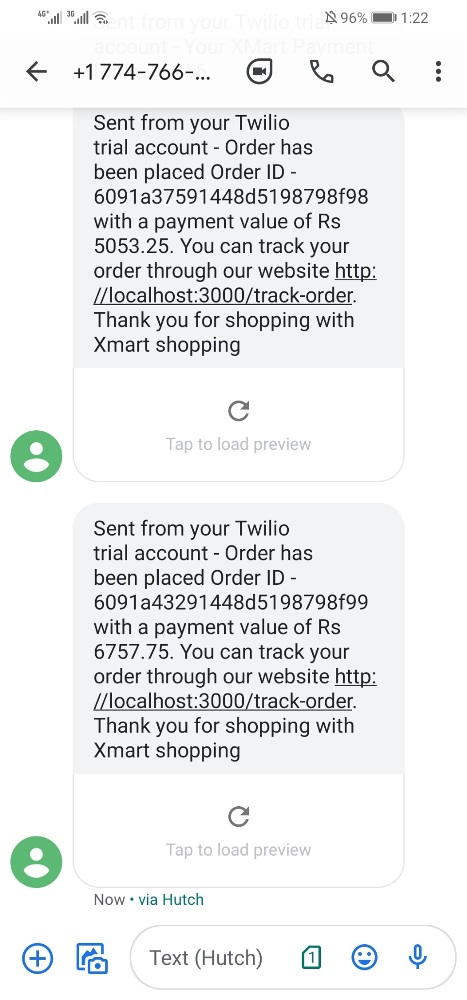 4G+ 3G 96% 1:22
Sent from your Twilio trial
account - Your XMart Payment
+1 774-766-...
Sent from your Twilio
trial account - Order has
been placed Order ID -
6091a37591448d5198798f98
with a payment value of Rs
5053.25. You can track your
order through our website http:
//localhost:3000/track-order.
Thank you for shopping with
Xmart shopping
Tap to load preview
Sent from your Twilio
trial account - Order has
been placed Order ID -
6091a43291448d5198798f99
with a payment value of Rs
6757.75. You can track your
order through our website http:
//localhost:3000/track-order.
Thank you for shopping with
Xmart shopping
Tap to load preview
Now • via Hutch
Text (Hutch) 1